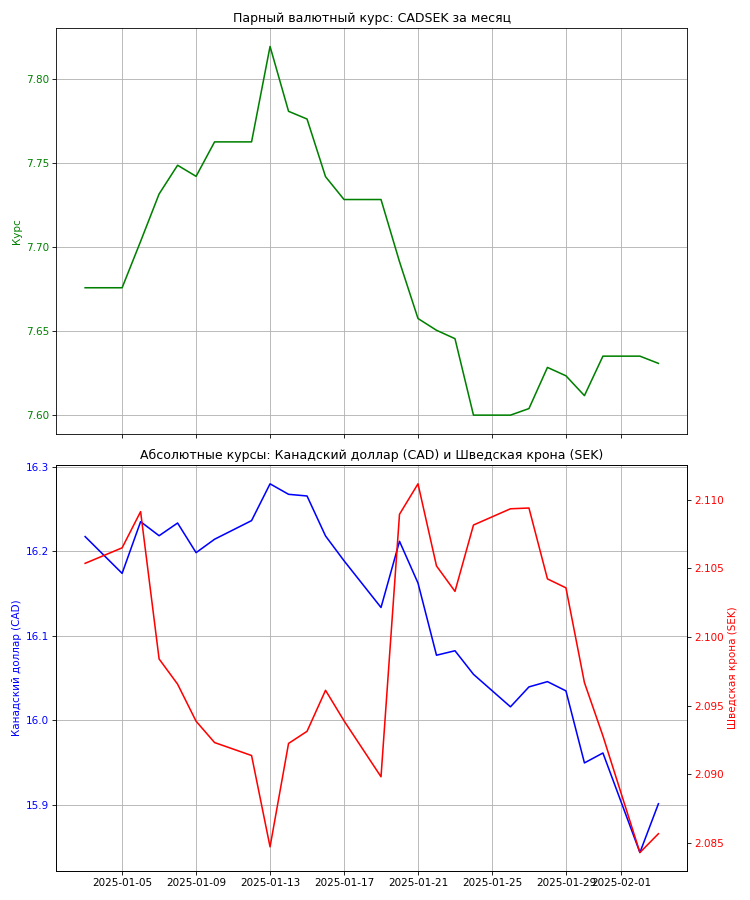 Парный валютный курс: CADSEK за месяц
7.80
7.75
7.70
7.65
7.60
Курс
Абсолютные курсы: Канадский доллар (CAD) и Шведская крона (SEK)
16.3
16.2
16.1
16.0
15.9
Канадский доллар (CAD)
2.110
2.105
2.100
2.095
2.090
2.085
Шведская крона (SEK)
2025-01-05 2025-01-09 2025-01-13 2025-01-17 2025-01-21 2025-01-25 2025-01-29 2025-02-01